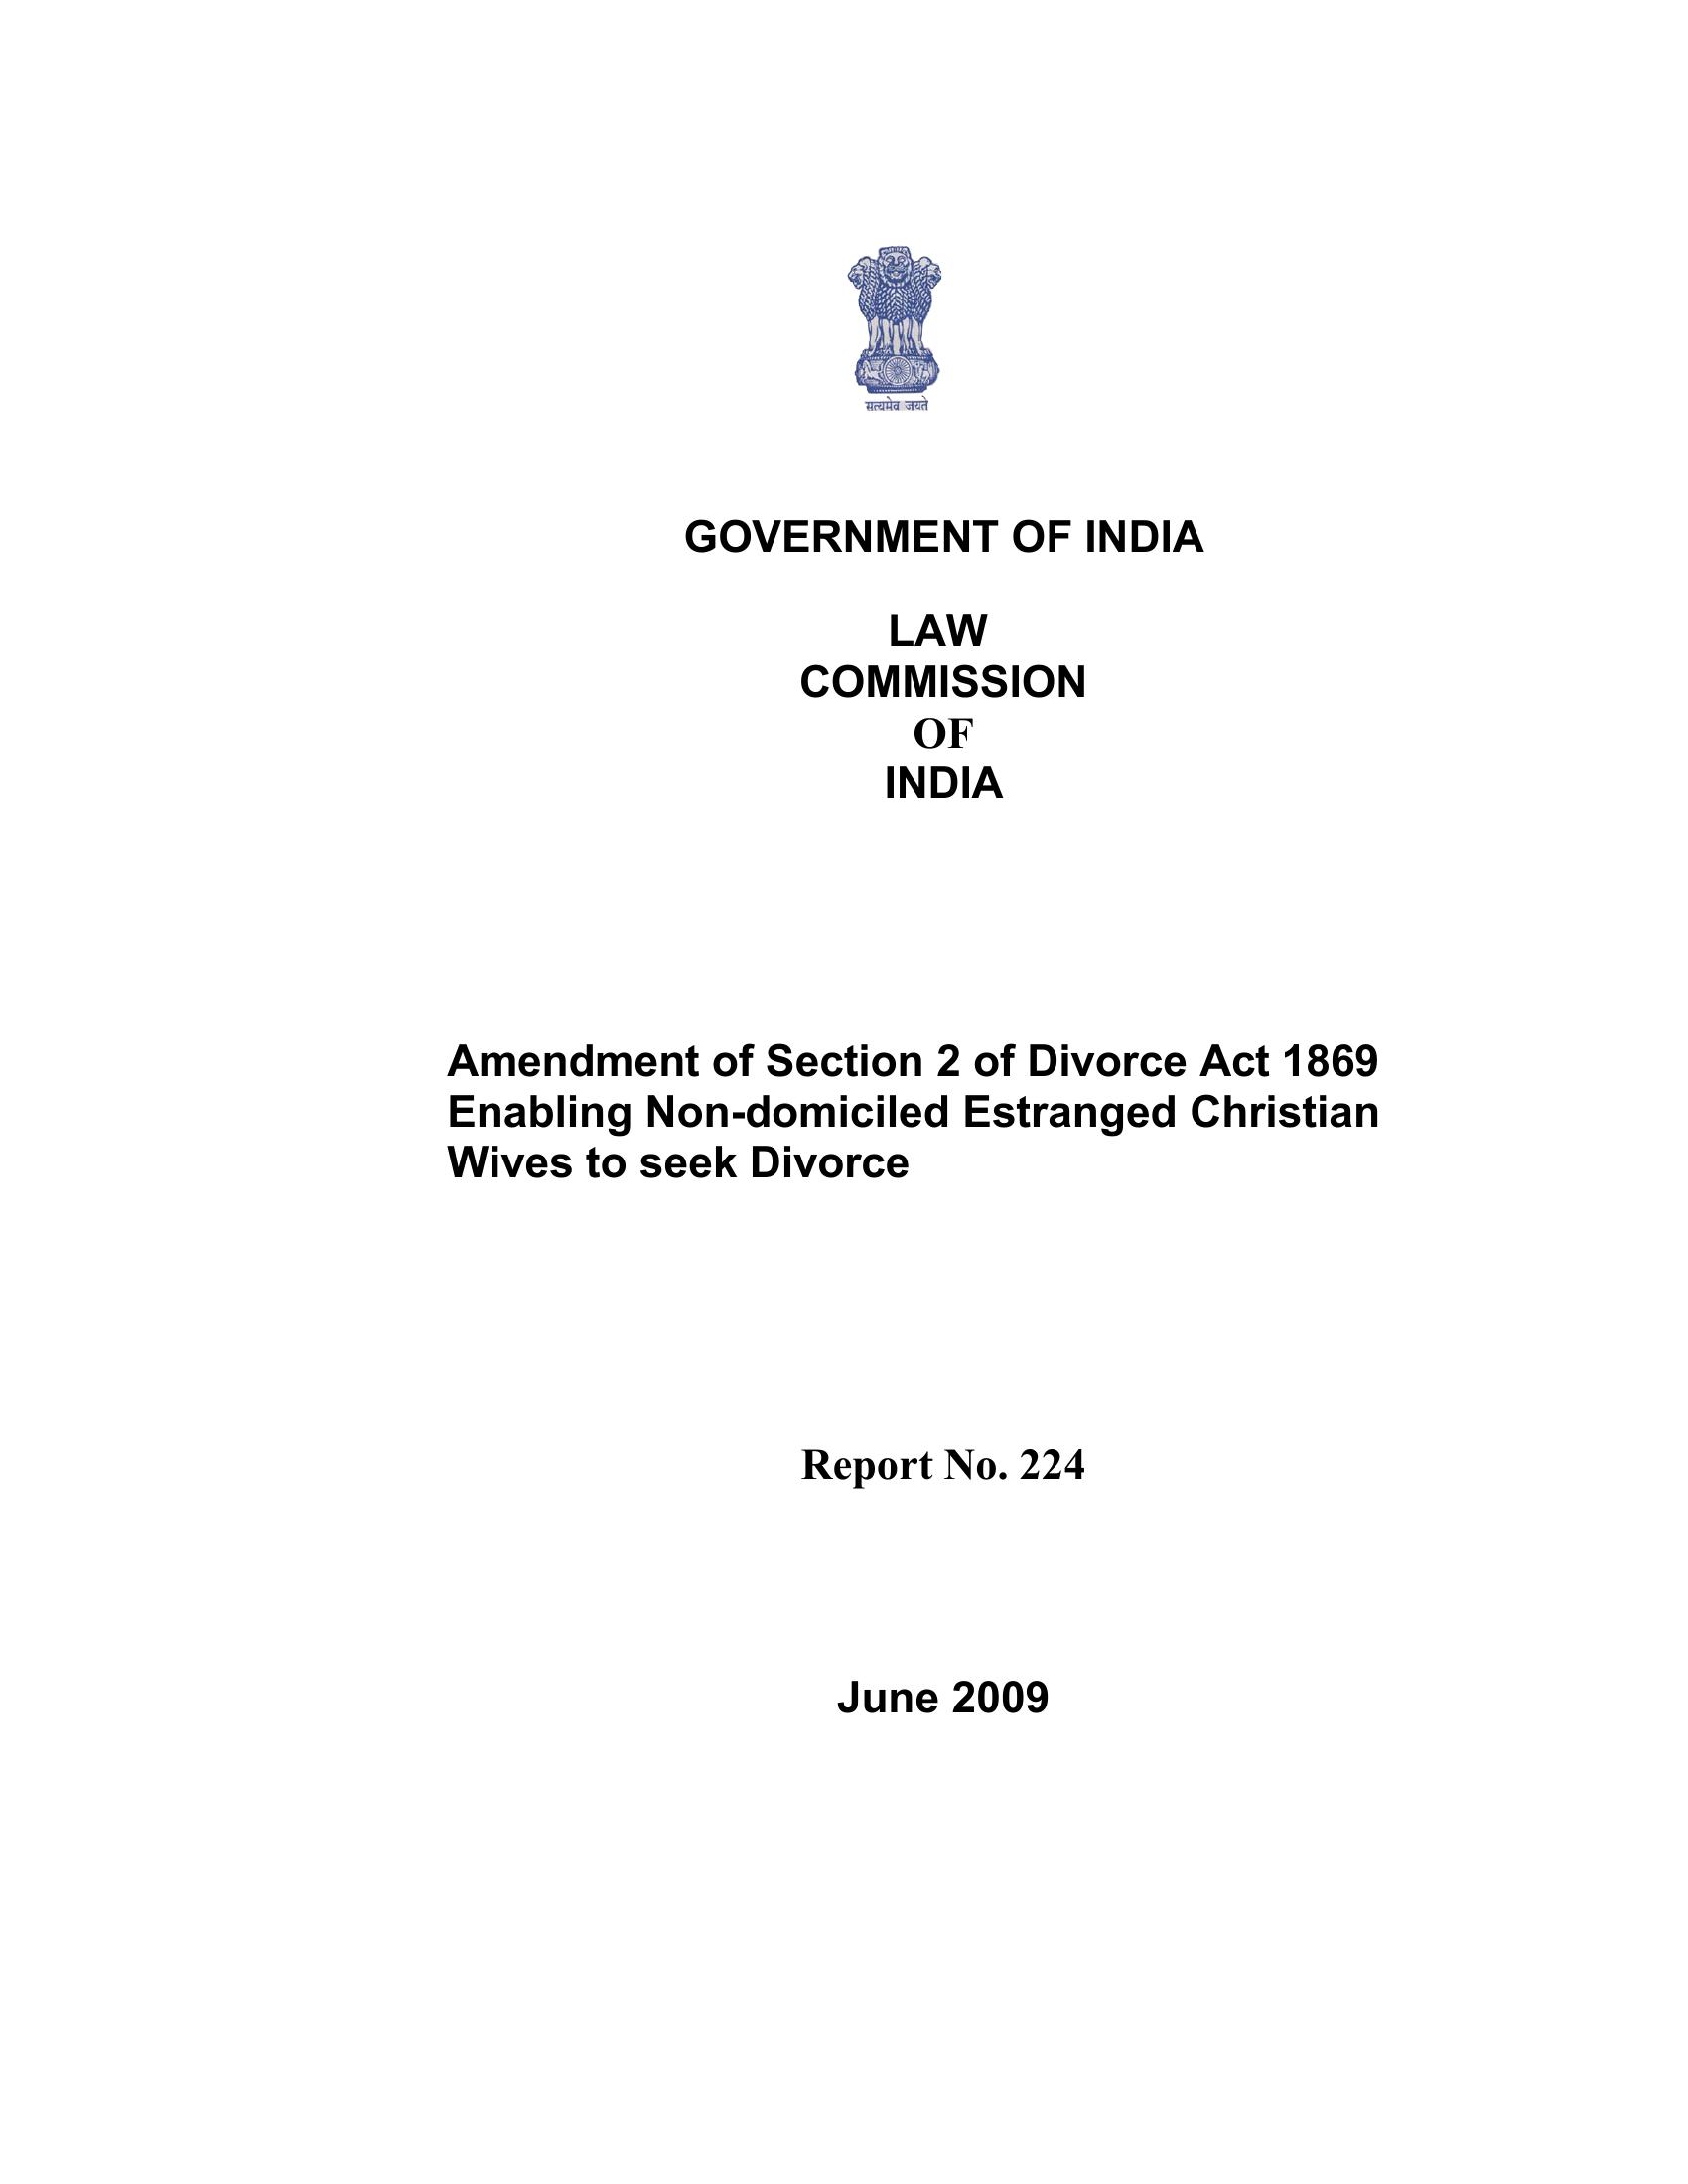 सत्यमेव जयते
GOVERNMENT OF INDIA
LAW
COMMISSION
OF
INDIA
Amendment of Section 2 of Divorce Act 1869
Enabling Non-domiciled Estranged Christian
Wives to seek Divorce
Report No. 224
June 2009